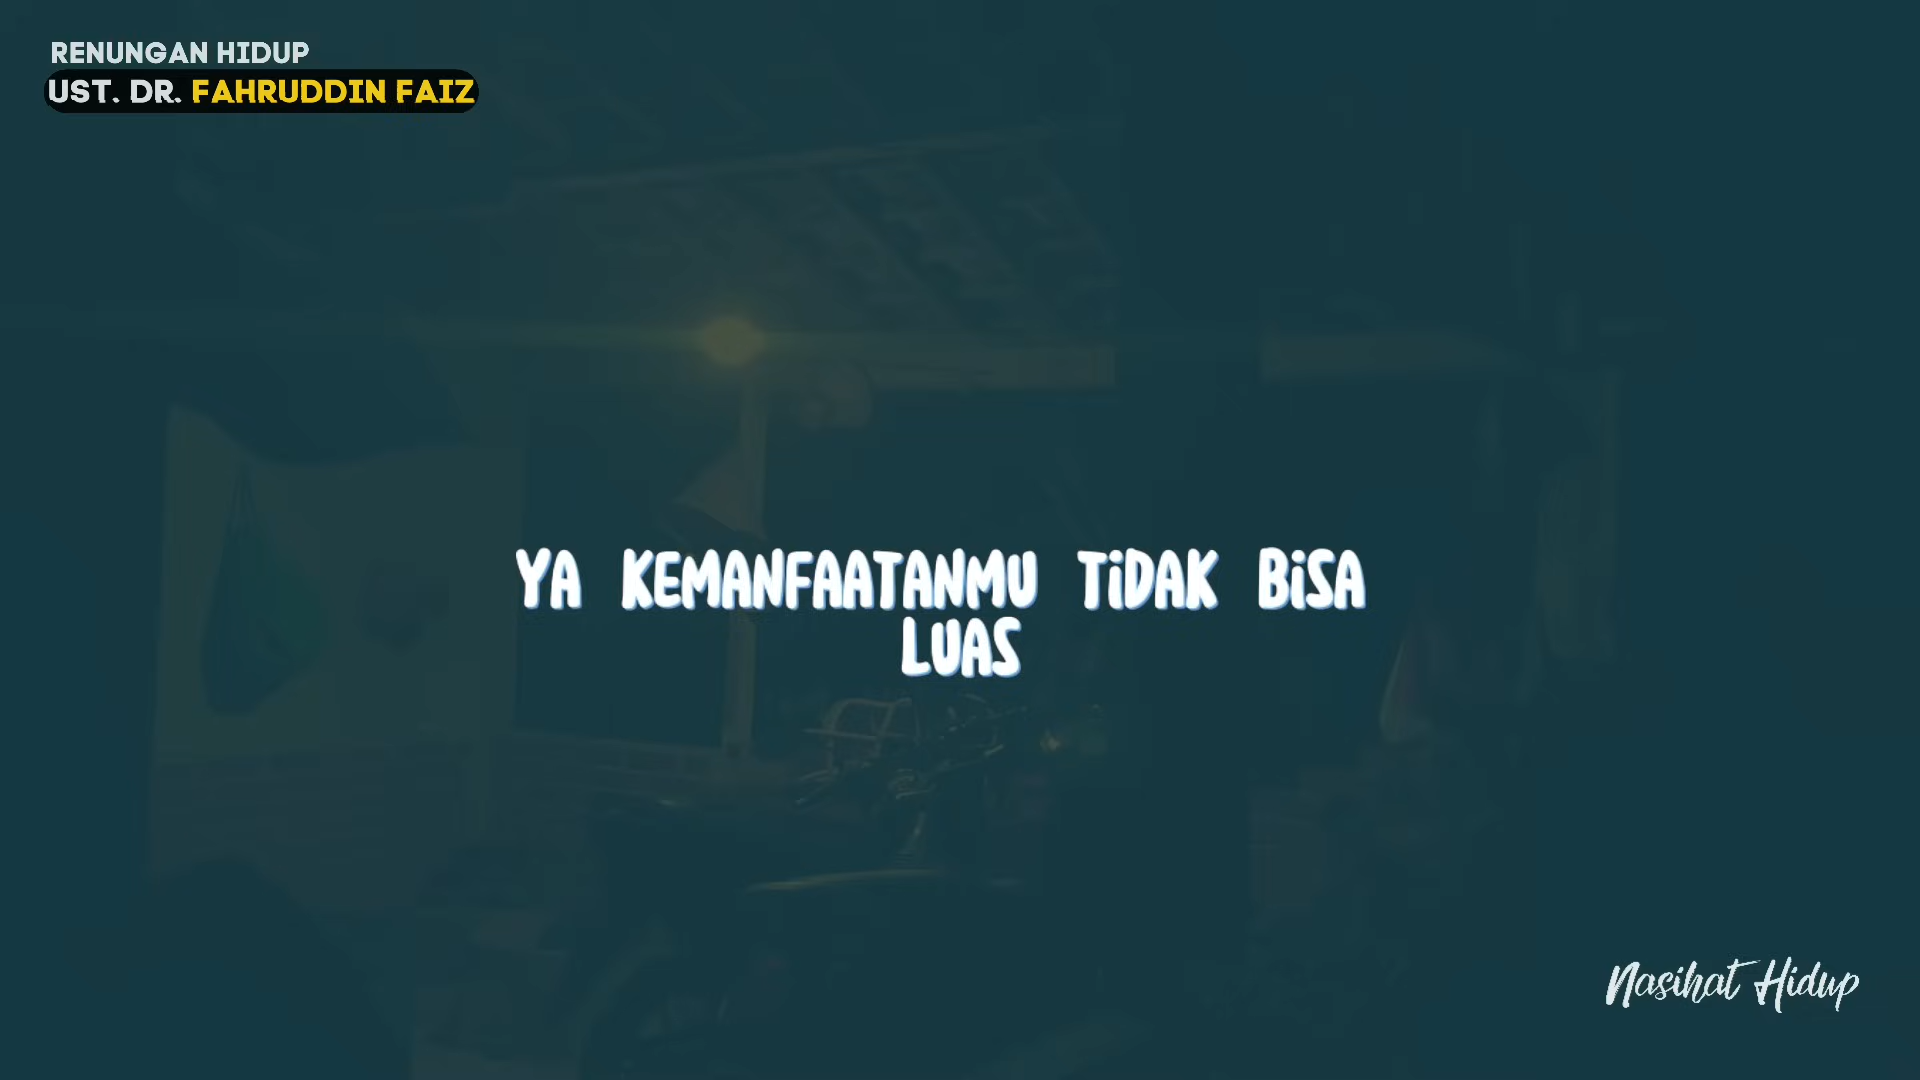 RENUNGAN HIDUP
UST. DR. FAHRUDDIN FAIZ
YA KEMANFAATANMU TiDAK BiSA
LUAS
Nasihat Hidup